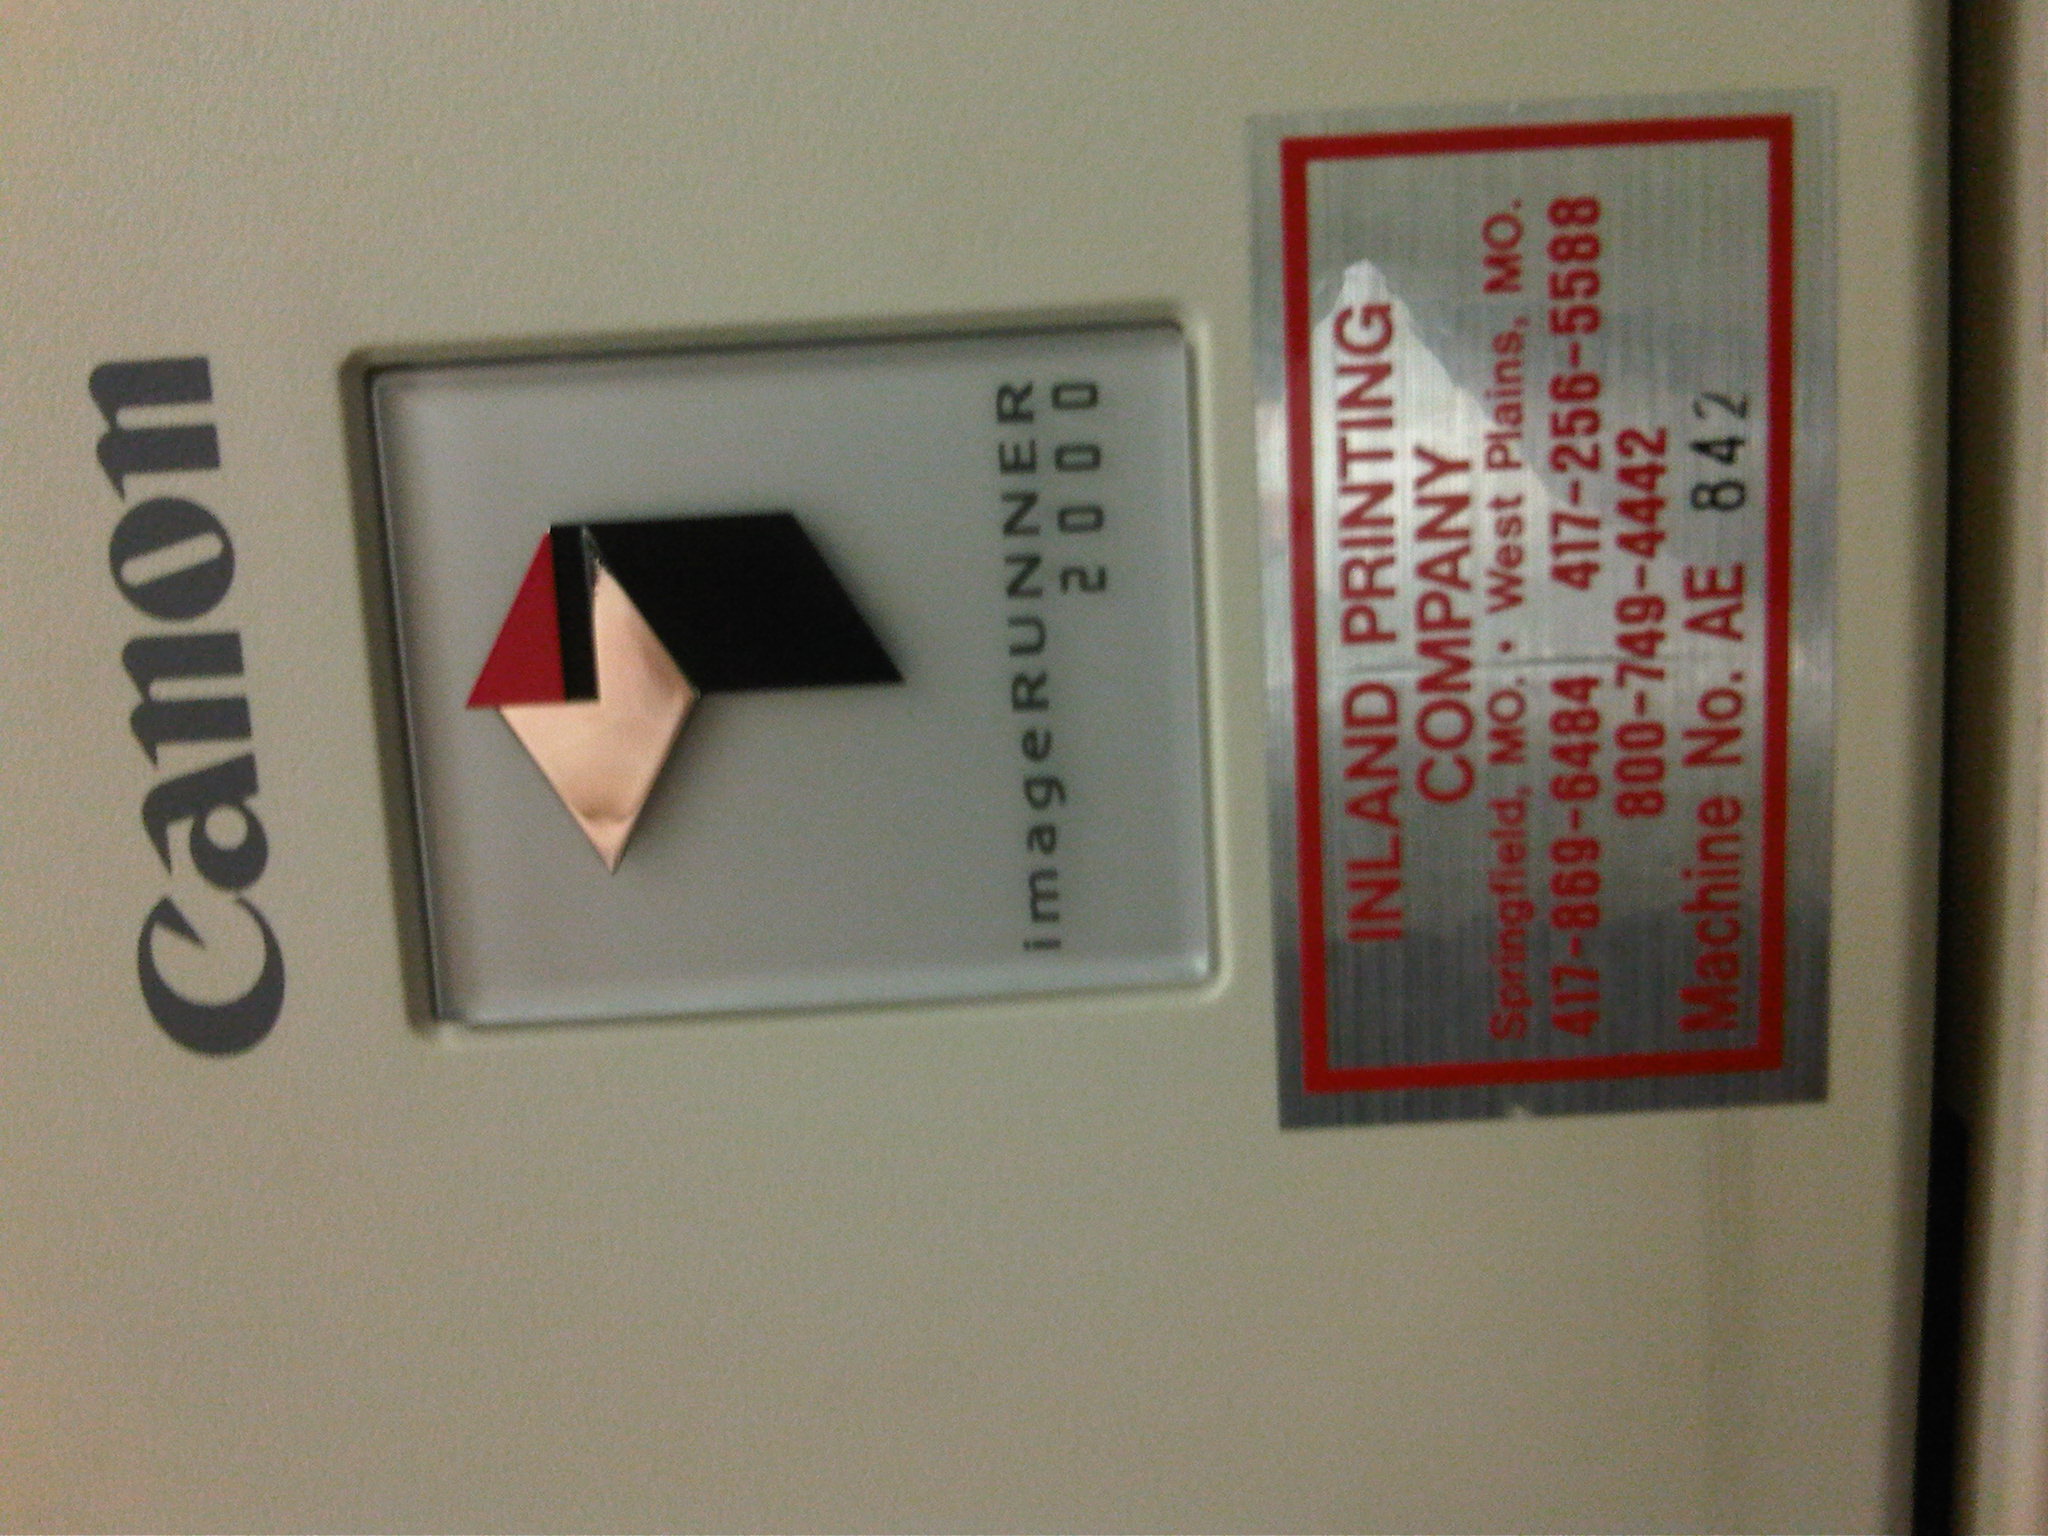 Canon
imageRUNNER
2000
INLAND PRINTING
COMPANY
Springfield, MO. • West Plains, MO.
417-869-6484 417-256-5588
800-749-4442
Machine No. AE 842